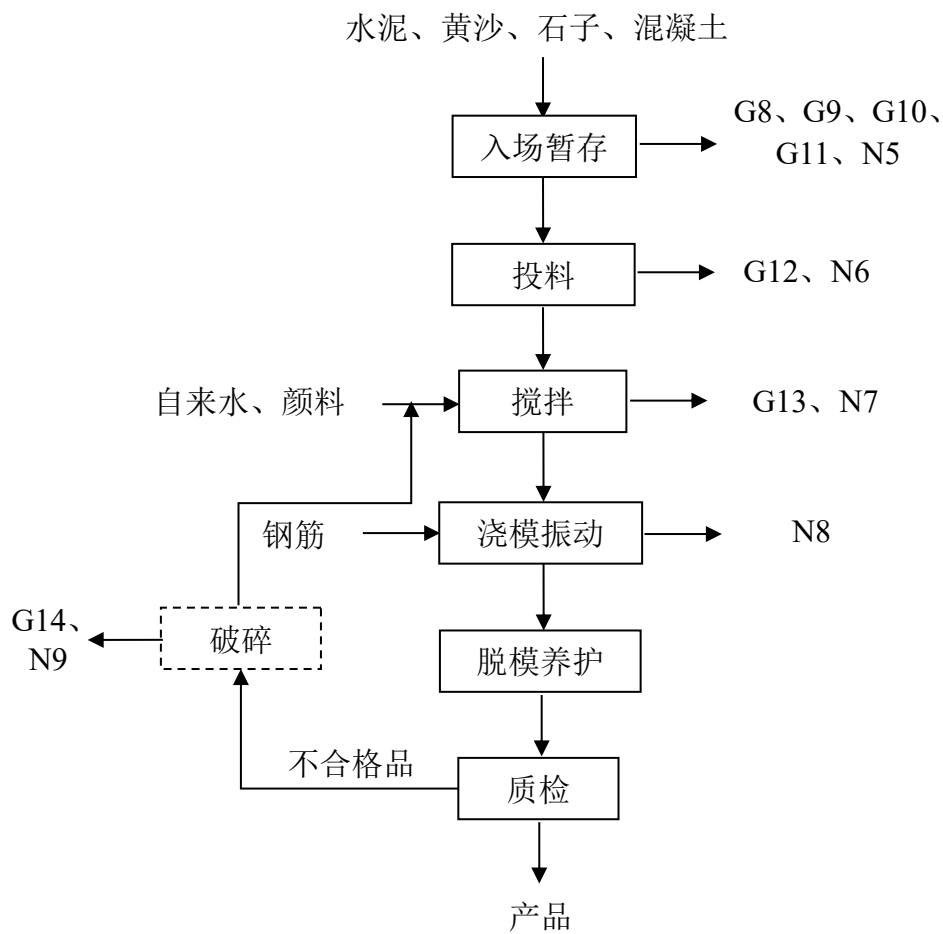 水泥、黄沙、石子、混凝土
G8、G9、G10、
G11、N5
入场暂存
投料
G12、N6
自来水、颜料
搅拌
G13、N7
钢筋
浇模振动
N8
G14、
N9
破碎
脱模养护
不合格品
质检
产品